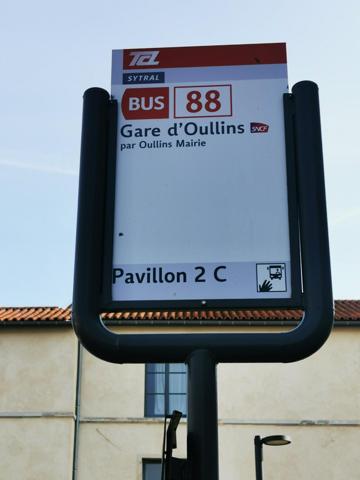 TCL
SYTRAL
BUS 88
Gare d'Oullins SNCF
par Oullins Mairie
Pavillon 2 C